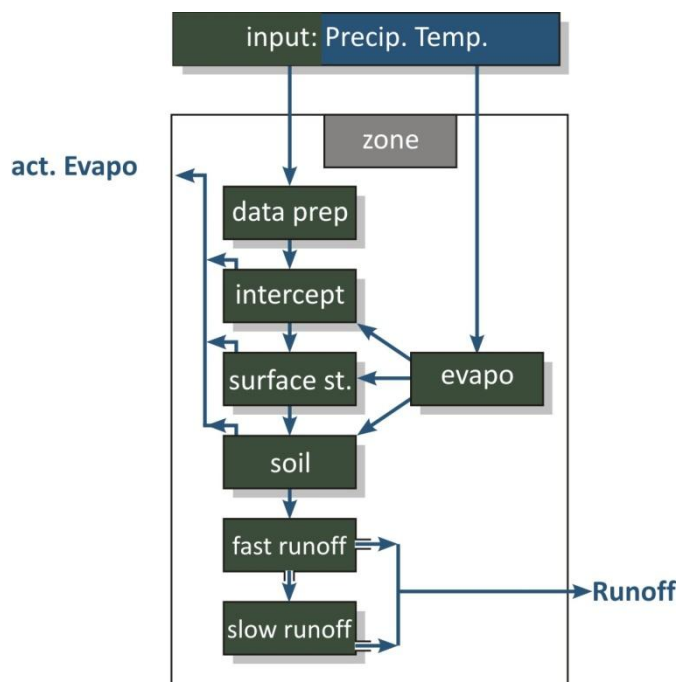 input: Precip. Temp.
zone
act. Evapo
data prep
intercept
surface st.
evapo
soil
fast runoff
Runoff
slow runoff